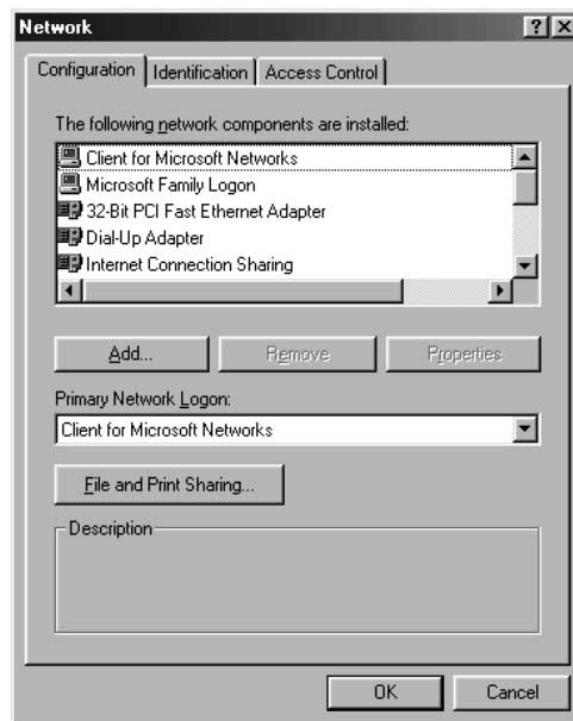 Network
Configuration Identification Access Control
The following network components are installed:
Client for Microsoft Networks
Microsoft Family Logon
32-Bit PCI Fast Ethernet Adapter
Dial-Up Adapter
Internet Connection Sharing
Add... Remove Properties
Primary Network Logon:
Client for Microsoft Networks
File and Print Sharing...
Description
OK Cancel